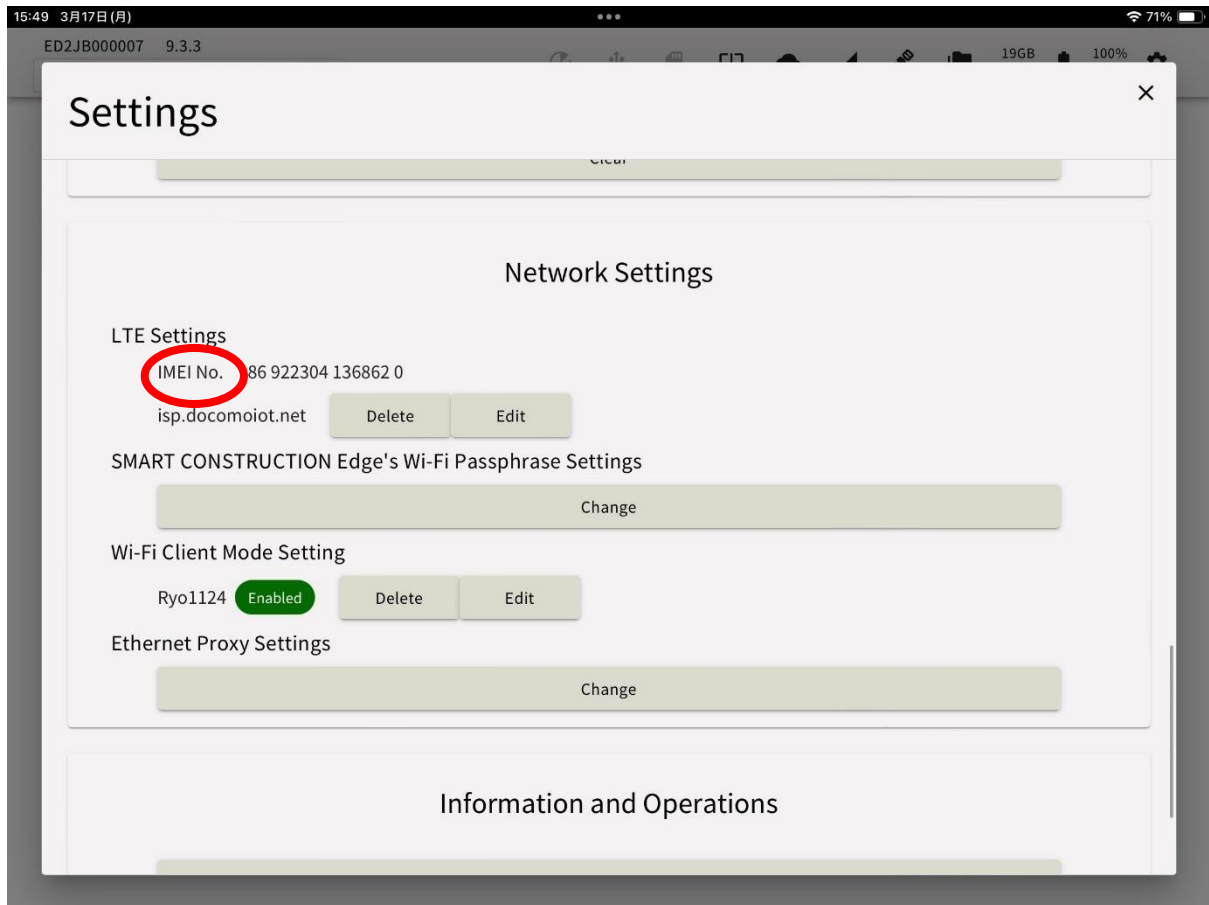 15:49 3月17日(月) 71%
ED2JB000007 9.3.3 19GB 100%
Settings
Clear
Network Settings
LTE Settings
IMEI No. 86 922304 136862 0
isp.docomoiot.net Delete Edit
SMART CONSTRUCTION Edge's Wi-Fi Passphrase Settings
Change
Wi-Fi Client Mode Setting
Ryo1124 Enabled Delete Edit
Ethernet Proxy Settings
Change
Information and Operations